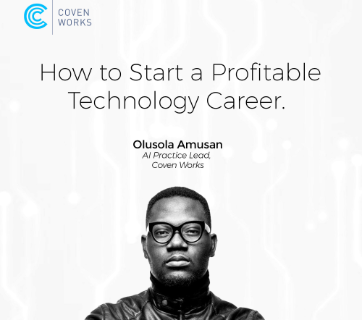 COVEN
WORKS
How to Start a Profitable
Technology Career.
Olusola Amusan
AI Practice Lead,
Coven Works